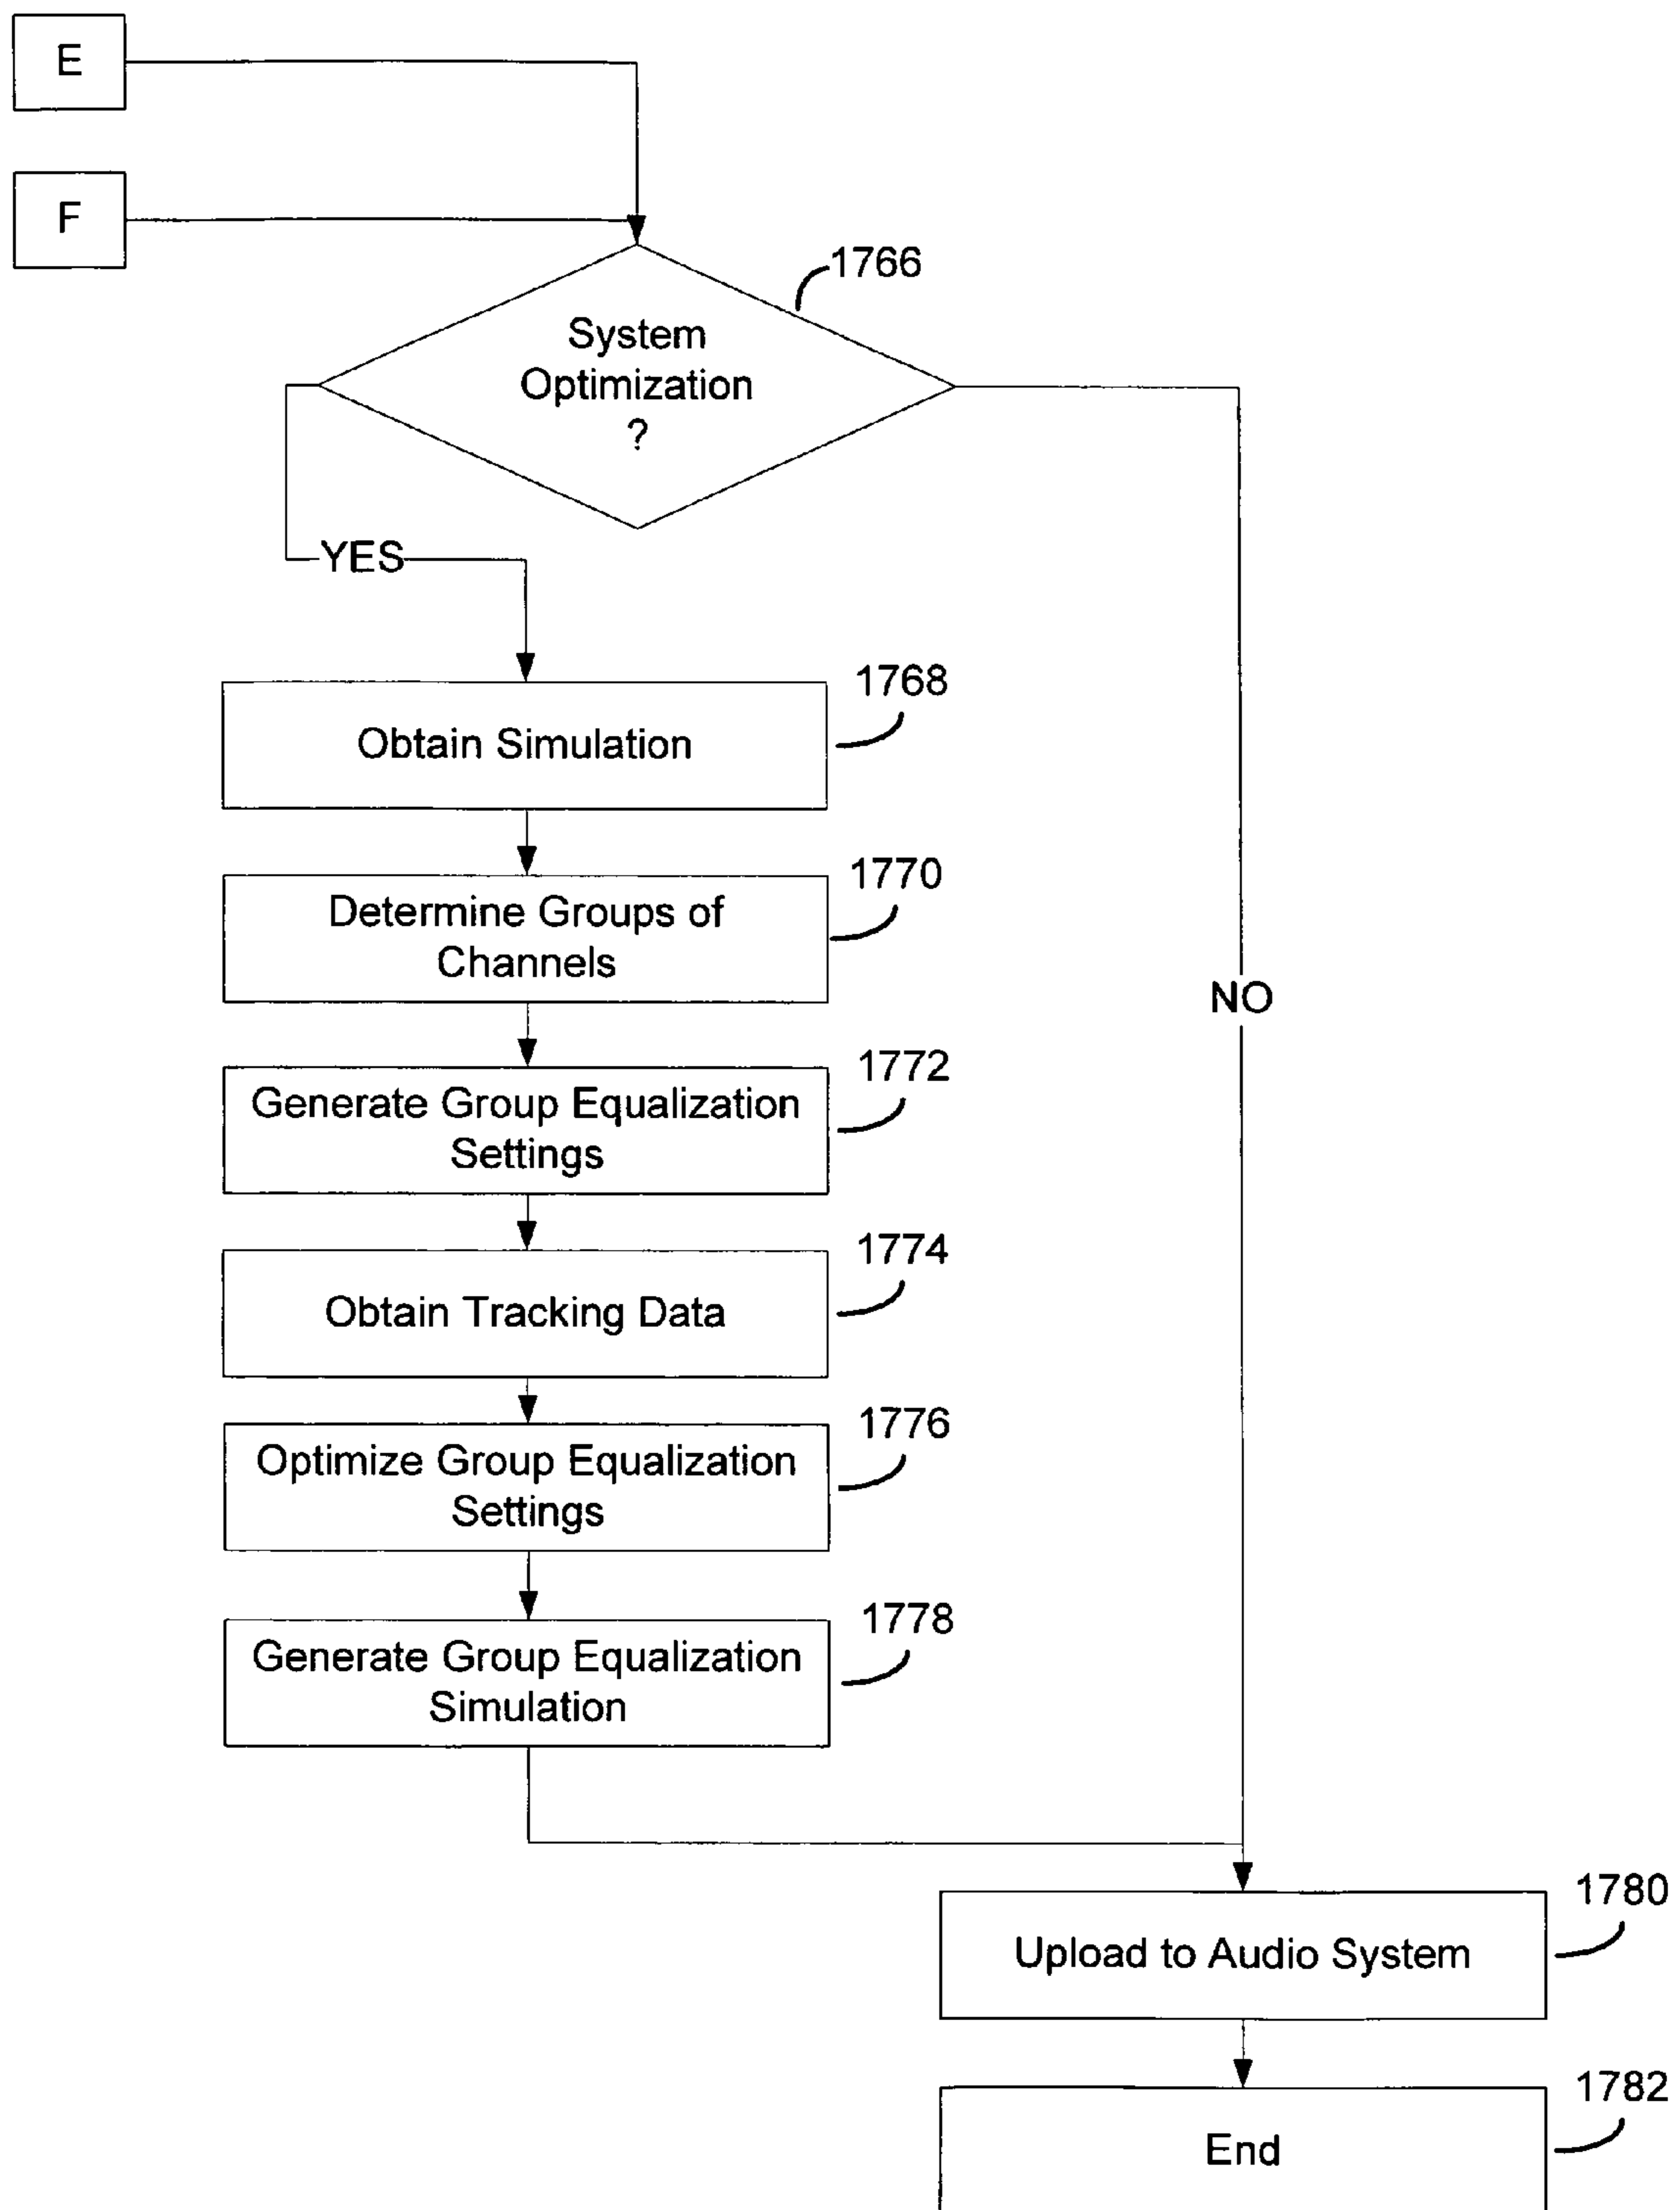 E
F
1766
System
Optimization
?
YES
1768
Obtain Simulation
1770
Determine Groups of
Channels
NO
1772
Generate Group Equalization
Settings
1774
Obtain Tracking Data
1776
Optimize Group Equalization
Settings
1778
Generate Group Equalization
Simulation
1780
Upload to Audio System
1782
End